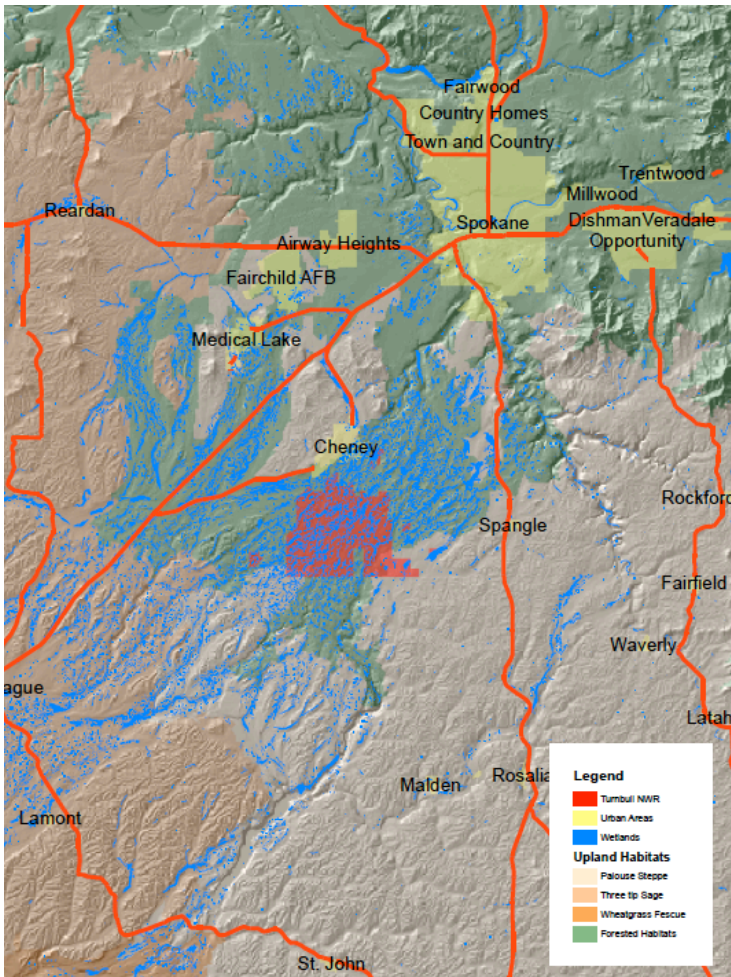 Fairwood
Country Homes
Town and Country
Trentwood
Millwood
Reardan
Spokane
DishmanVeradale
Opportunity
Airway Heights
Fairchild AFB
Medical Lake
Cheney
Rockford
Spangle
Fairfield
Waverly
ague
Latah
Malden
Rosalia
Lamont
St. John
Legend
Turnbull NWR
Urban Areas
Wetlands
Upland Habitats
Palouse Steppe
Three tip Sage
Wheatgrass Fescue
Forested Habitats